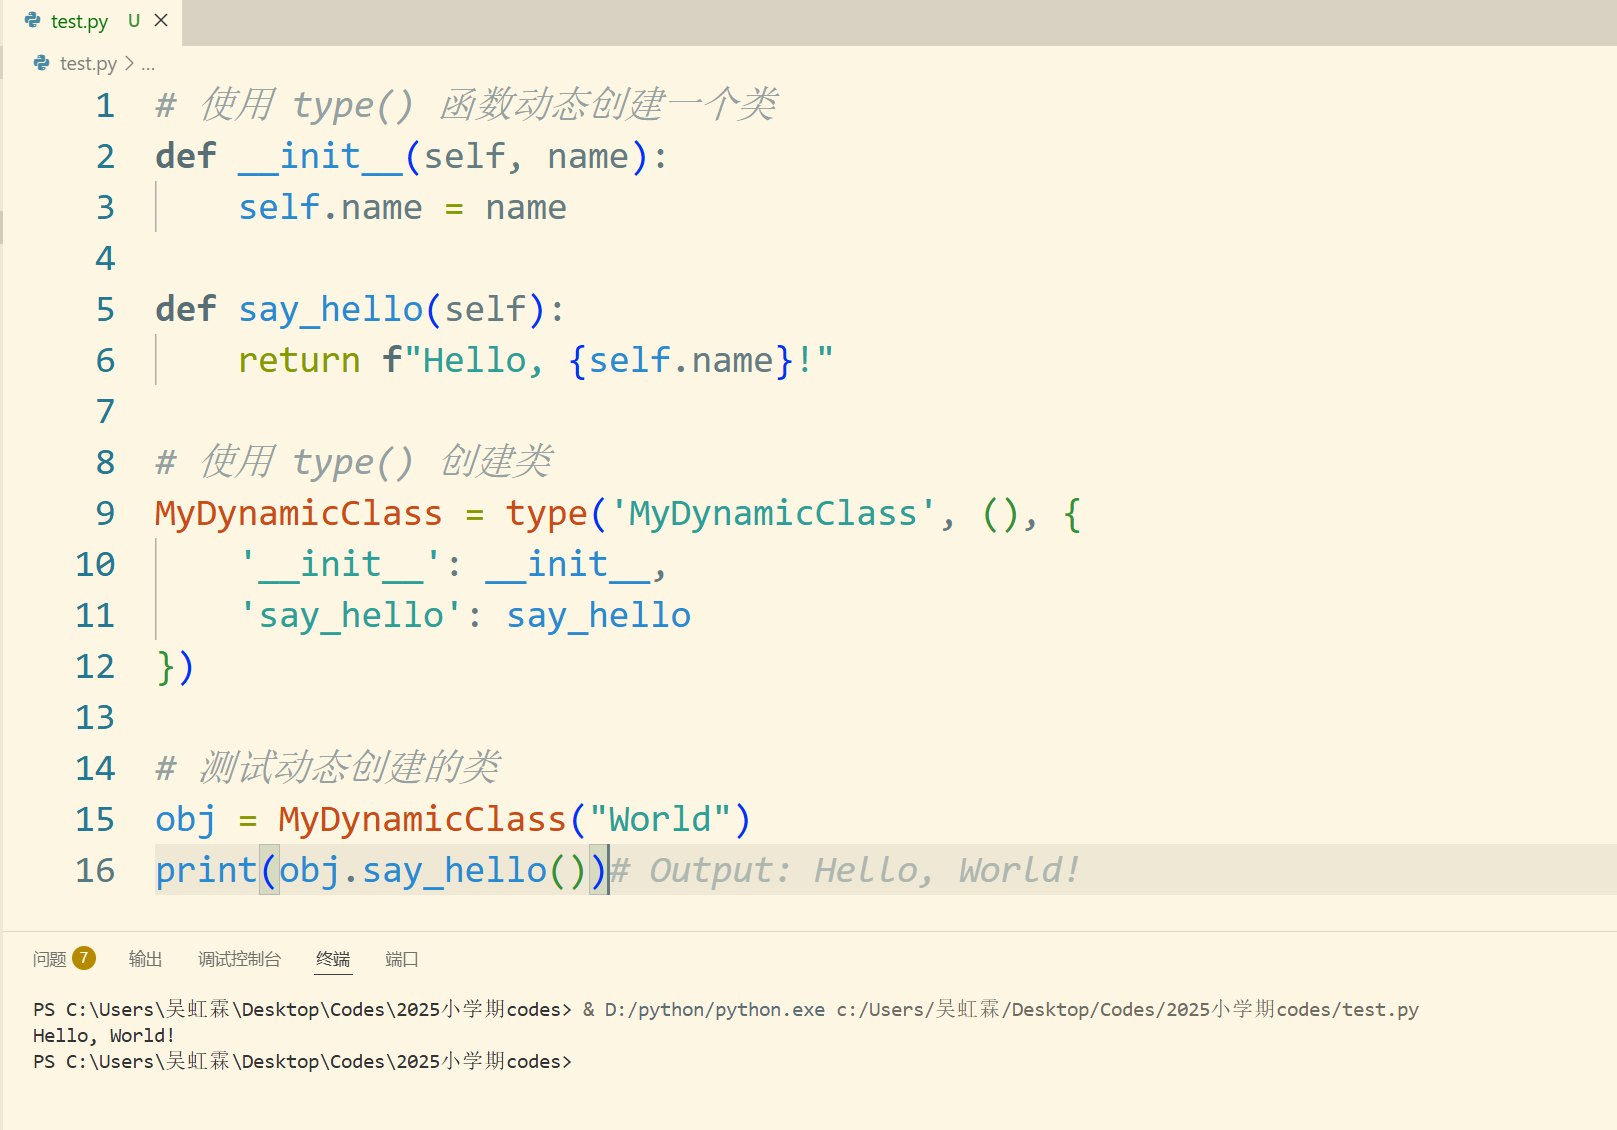 test.py U
test.py > ...
1 # 使用 type() 函数动态创建一个类
2 def __init__(self, name):
3     self.name = name
4
5 def say_hello(self):
6     return f"Hello, {self.name}!"
7
8 # 使用 type() 创建类
9 MyDynamicClass = type('MyDynamicClass', (), {
10     '__init__': __init__,
11     'say_hello': say_hello
12 })
13
14 # 测试动态创建的类
15 obj = MyDynamicClass("World")
16 print(obj.say_hello())# Output: Hello, World!
问题 7 输出 调试控制台 终端 端口
PS C:\Users\吴虹霖\Desktop\Codes\2025小学期codes> & D:/python/python.exe c:/Users/吴虹霖/Desktop/Codes/2025小学期codes/test.py
Hello, World!
PS C:\Users\吴虹霖\Desktop\Codes\2025小学期codes>